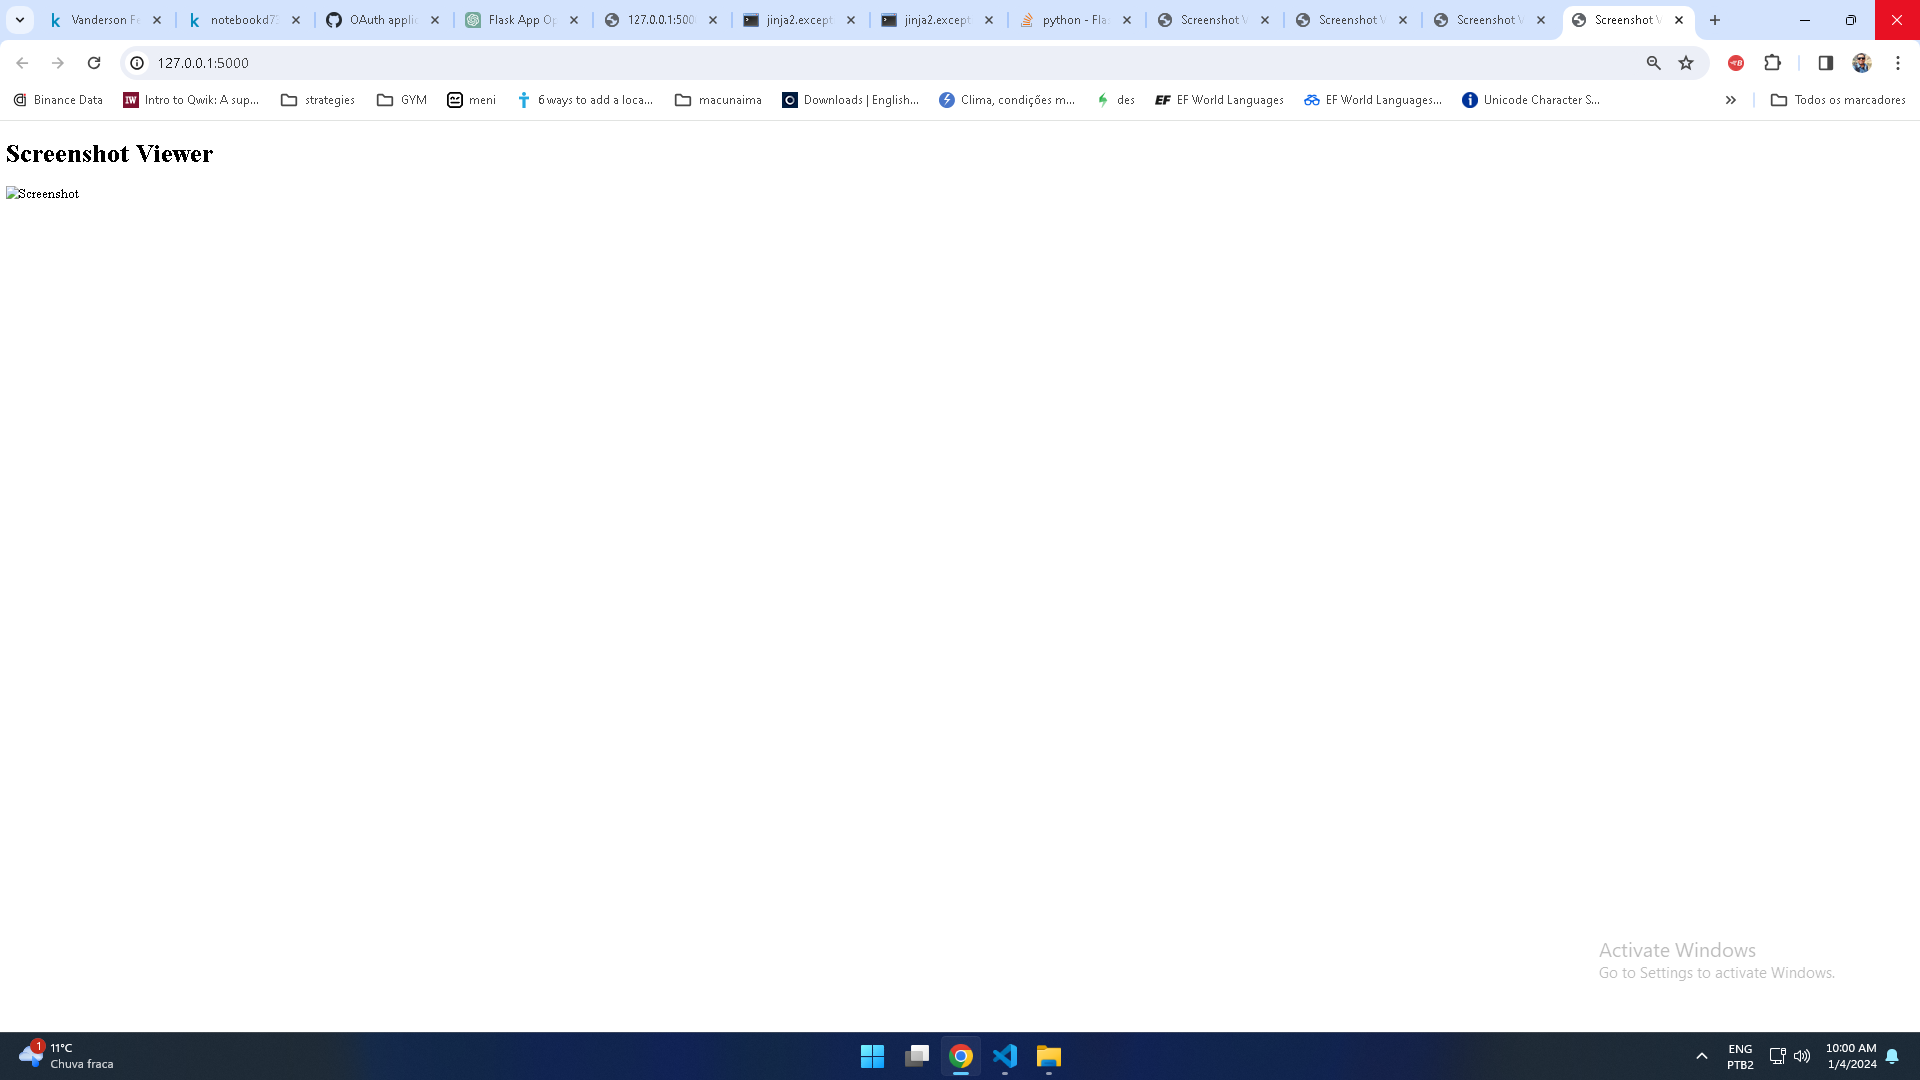 Vanderson Fe
notebookd73
OAuth applic
Flask App Op
127.0.0.1:500
jinja2.except
jinja2.except
python - Flas
Screenshot V
Screenshot V
Screenshot V
Screenshot V
127.0.0.1:5000
Binance Data
Intro to Qwik: A sup...
strategies
GYM
meni
6 ways to add a loca...
macunaima
Downloads | English...
Clima, condições m...
des
EF World Languages
EF World Languages...
Unicode Character S...
Todos os marcadores
Screenshot Viewer
Screenshot
Activate Windows
Go to Settings to activate Windows.
1
11°C
Chuva fraca
ENG
PTB2
10:00 AM
1/4/2024